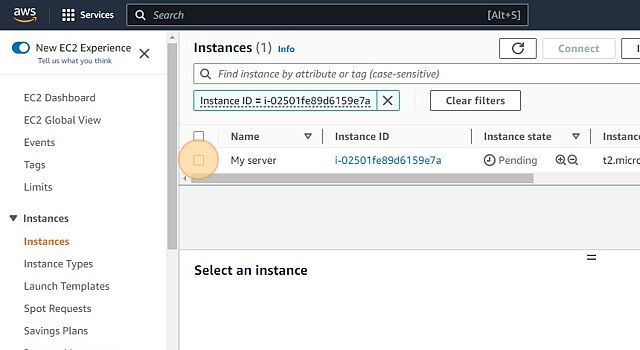 aws
Services
Search
[Alt+S]
New EC2 Experience
Tell us what you think
EC2 Dashboard
EC2 Global View
Events
Tags
Limits
Instances
Instances
Instance Types
Launch Templates
Spot Requests
Savings Plans
Instances (1) Info
Connect
Find instance by attribute or tag (case-sensitive)
Instance ID = i-02501fe89d6159e7a
Clear filters
Name Instance ID Instance state Instanc
My server i-02501fe89d6159e7a Pending t2.micro
Select an instance